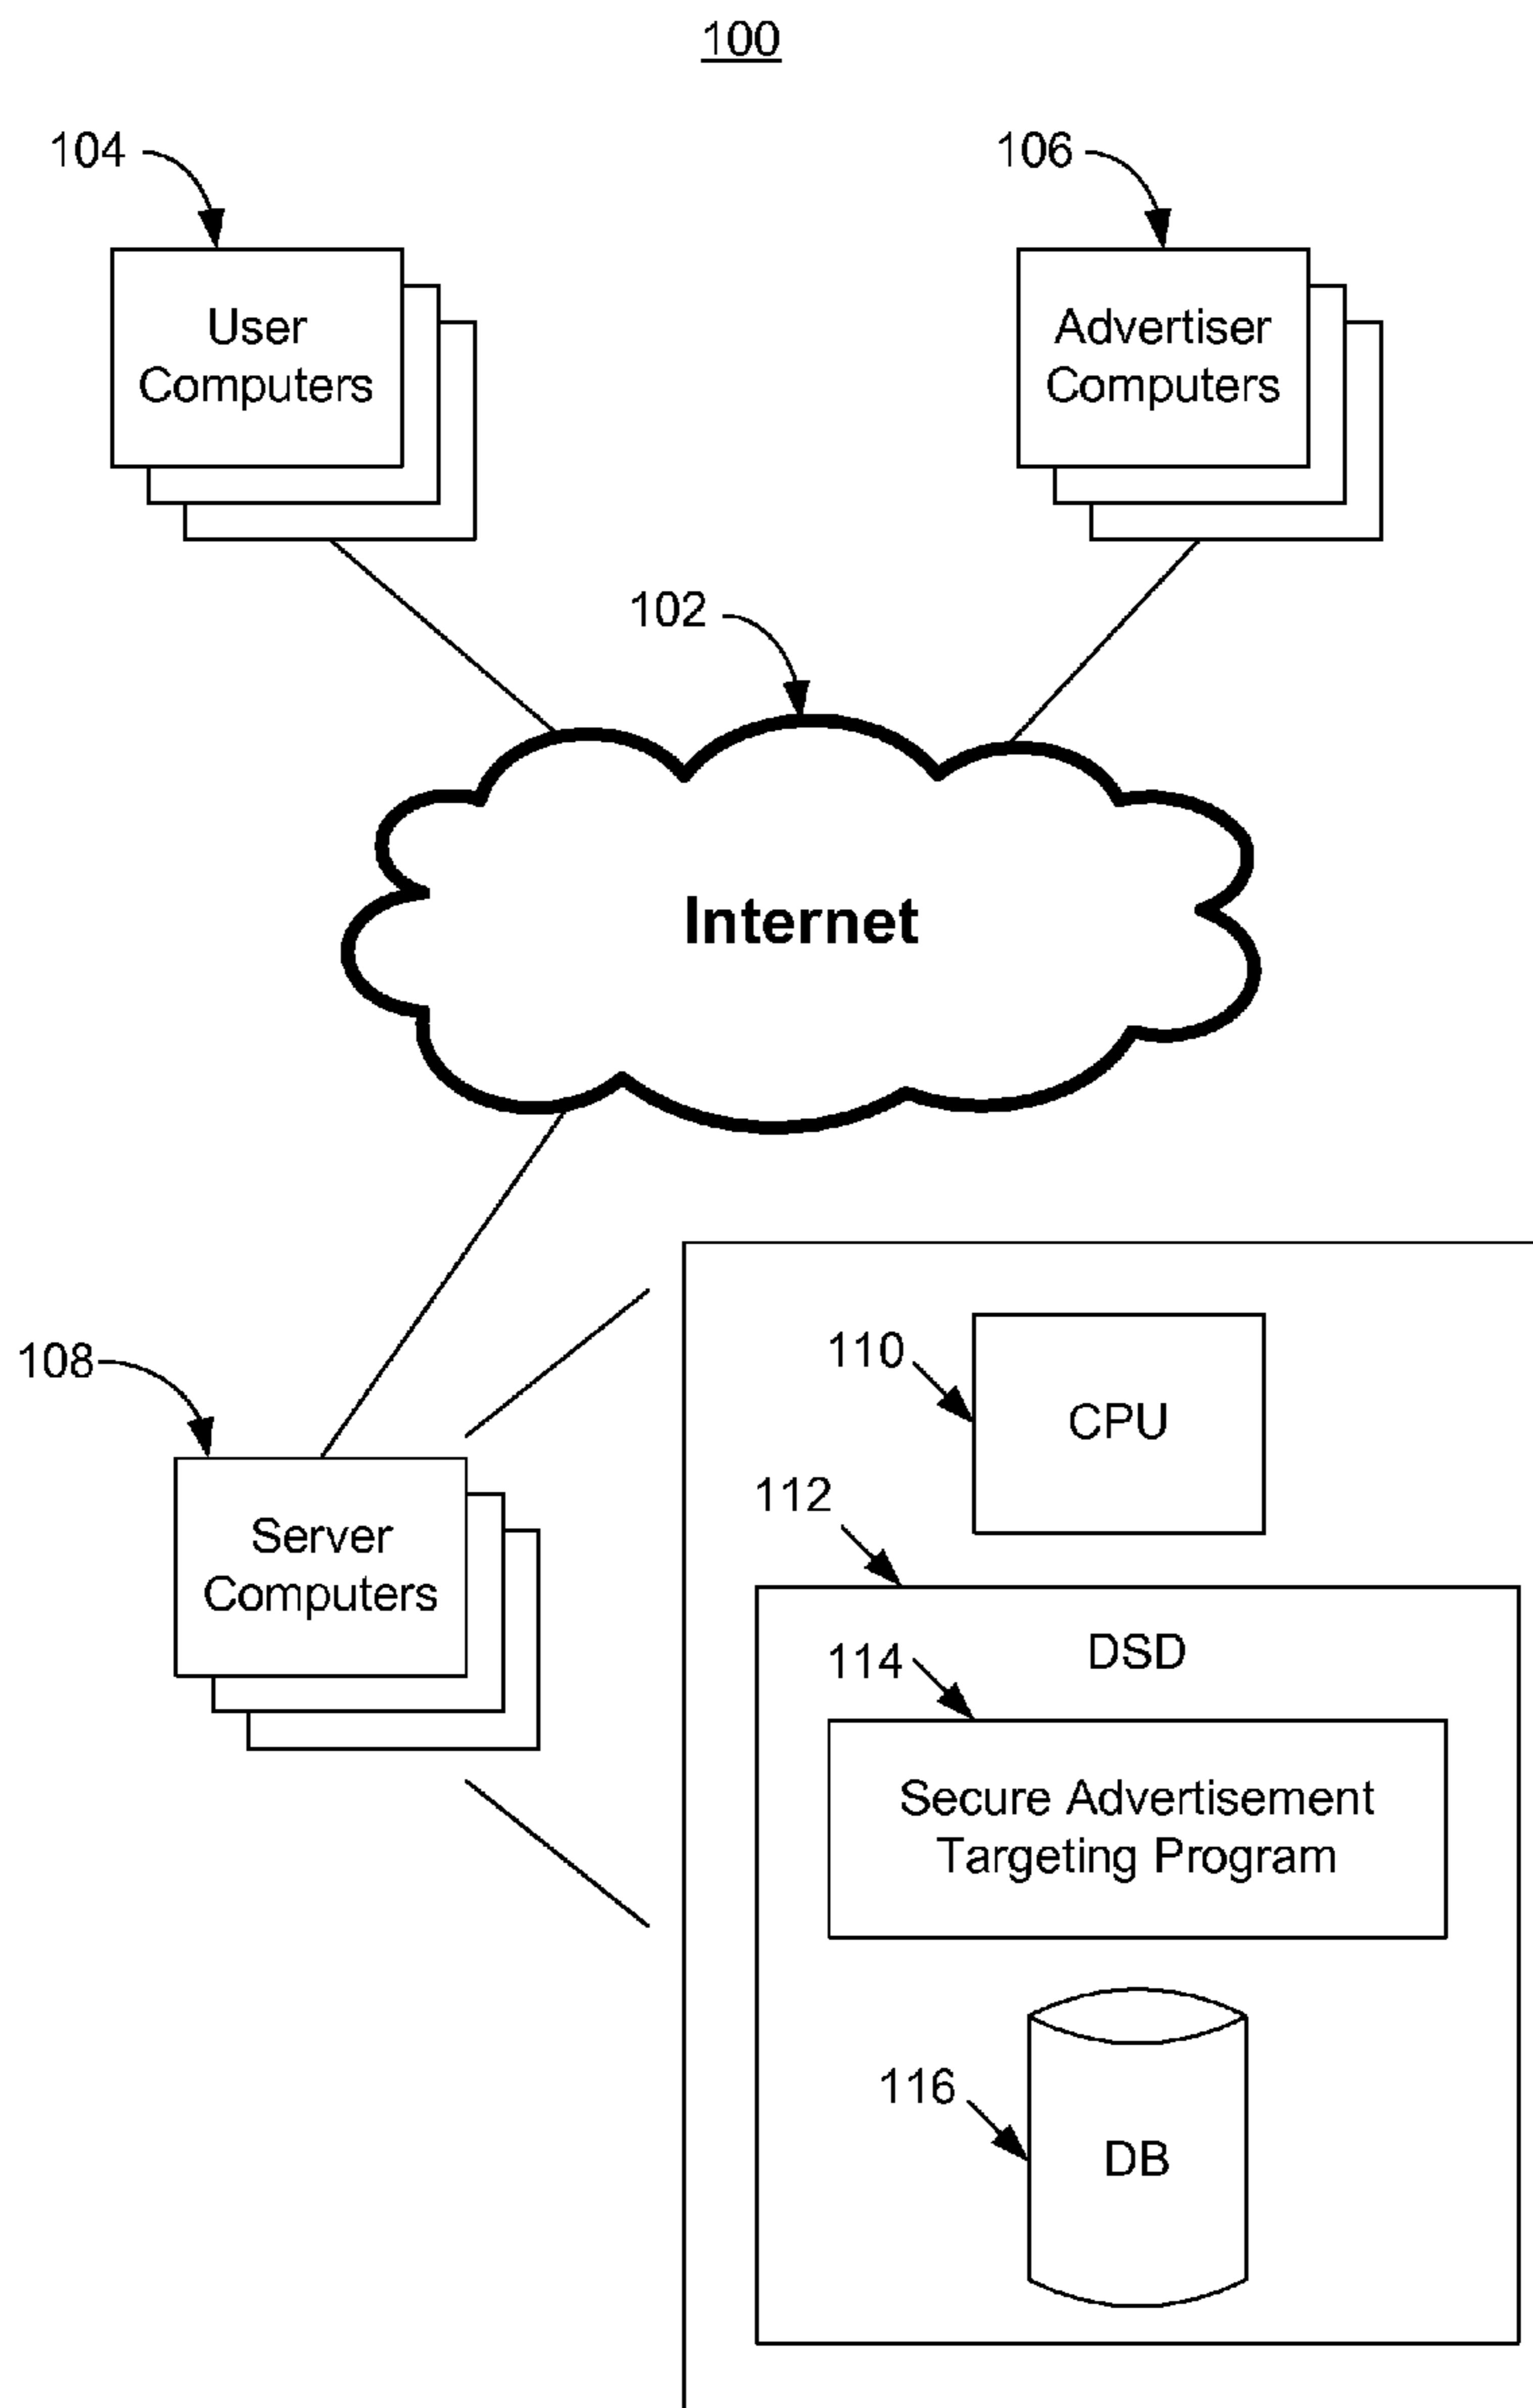 100
104
106
User
Computers
Advertiser
Computers
102
Internet
108
Server
Computers
110
CPU
112
DSD
114
Secure Advertisement
Targeting Program
116
DB